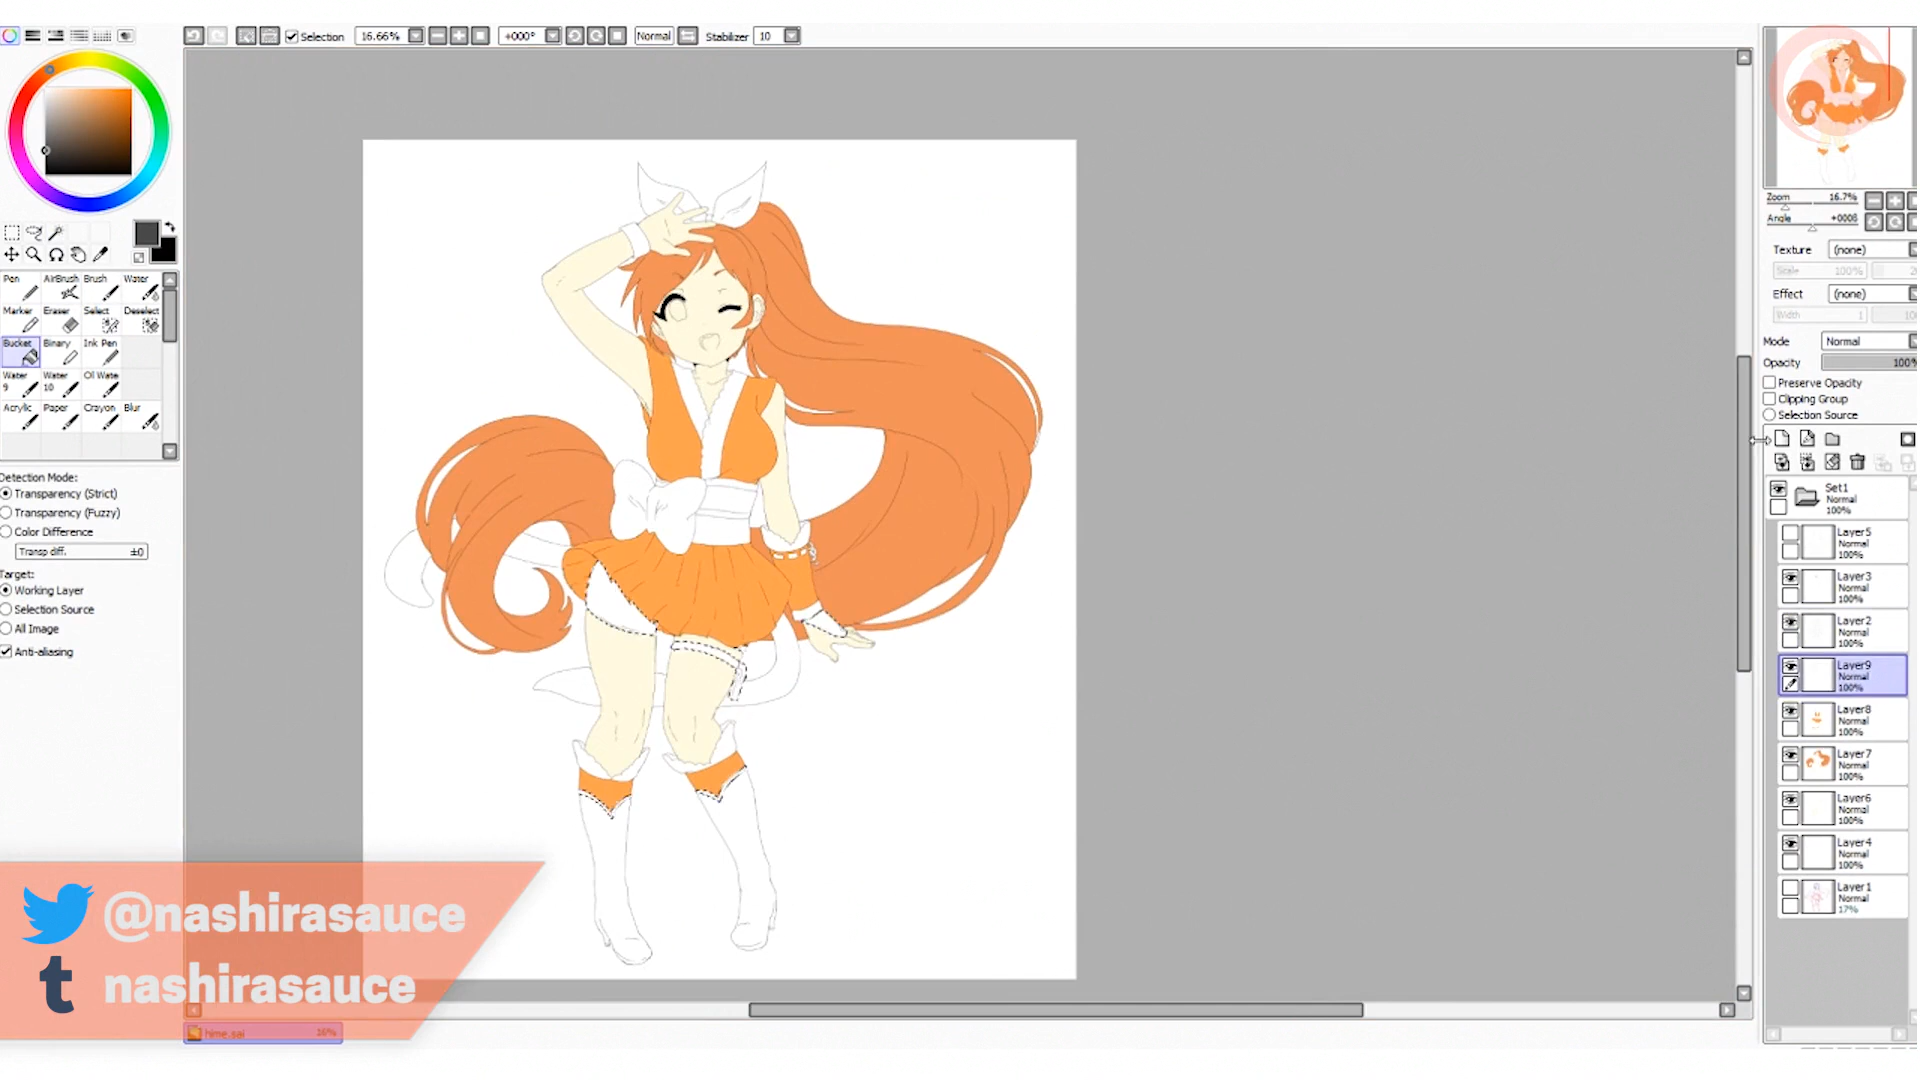 Selection 16.66% +000° Normal Stabilizer 10
Zoom 16.7%
Angle
Texture (none)
Scale 100%
Effect (none)
Width 1
Mode Normal
Opacity 100%
Preserve Opacity
Clipping Group
Selection Source
Pen AirBrush Brush Water
Marker Eraser Select Deselect
Bucket Binary Ink Pen
Water 9 Water 10 Oil Wate
Acrylic Paper Crayon Blur
Detection Mode:
Transparency (Strict)
Transparency (Fuzzy)
Color Difference
Transp diff. ±0
Target:
Working Layer
Selection Source
All Image
Anti-aliasing
Set1
Normal
100%
Layer5
Normal
100%
Layer3
Normal
100%
Layer2
Normal
100%
Layer9
Normal
100%
Layer8
Normal
100%
Layer7
Normal
100%
Layer6
Normal
100%
Layer4
Normal
100%
Layer1
Normal
17%
@nashirasauce
t nashirasauce
hime.sai 16%